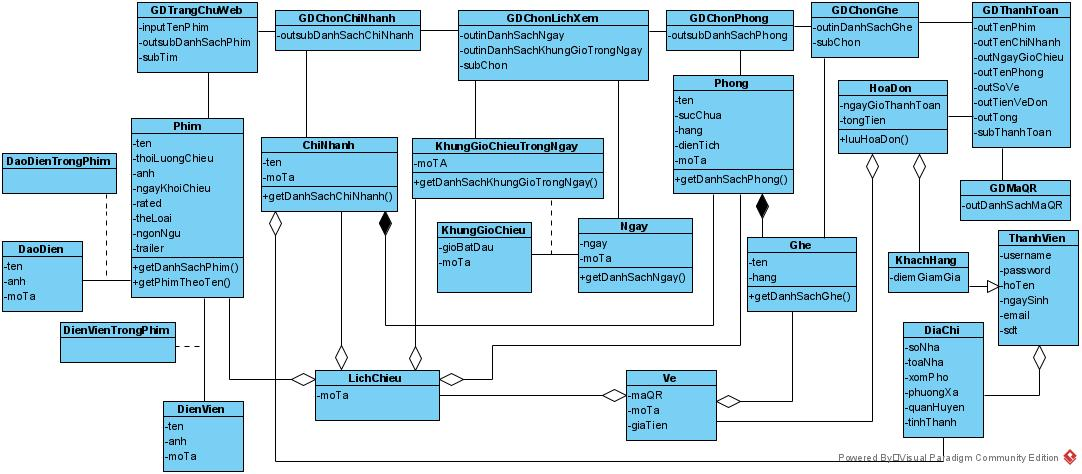 GDTrangChuWeb
-inputTenPhim
-outsubDanhSachPhim
-subTim
GDChonChiNhanh
-outsubDanhSachChiNhanh
GDChonLichXem
-outinDanhSachNgay
-outinDanhSachKhungGioTrongNgay
-subChon
GDChonPhong
-outsubDanhSachPhong
GDChonGhe
-outinDanhSachGhe
-subChon
GDThanhToan
-outTenPhim
-outTenChiNhanh
-outNgayGioChieu
-outTenPhong
-outSoVe
-outTienVeDon
-outTong
-subThanhToan
Phim
-ten
-thoiLuongChieu
-anh
-ngayKhoiChieu
-rated
-theLoai
-ngonNgu
-trailer
+getDanhSachPhim()
+getPhimTheoTen()
DaoDienTrongPhim
DaoDien
-ten
-anh
-moTa
DienVienTrongPhim
DienVien
-ten
-anh
-moTa
ChiNhanh
-ten
-moTa
+getDanhSachChiNhanh()
KhungGioChieuTrongNgay
-moTA
+getDanhSachKhungGioTrongNgay()
KhungGioChieu
-gioBatDau
-moTa
Ngay
-ngay
-moTa
+getDanhSachNgay()
Phong
-ten
-sucChua
-hang
-dienTich
-moTa
+getDanhSachPhong()
Ghe
-ten
-hang
+getDanhSachGhe()
HoaDon
-ngayGioThanhToan
-tongTien
+luuHoaDon()
GDMaQR
-outDanhSachMaQR
KhachHang
-diemGiamGia
ThanhVien
-username
-password
-hoTen
-ngaySinh
-email
-sdt
DiaChi
-soNha
-toaNha
-xomPho
-phuongXa
-quanHuyen
-tinhThanh
LichChieu
-moTa
Ve
-maQR
-moTa
-giaTien
Powered By Visual Paradigm Community Edition